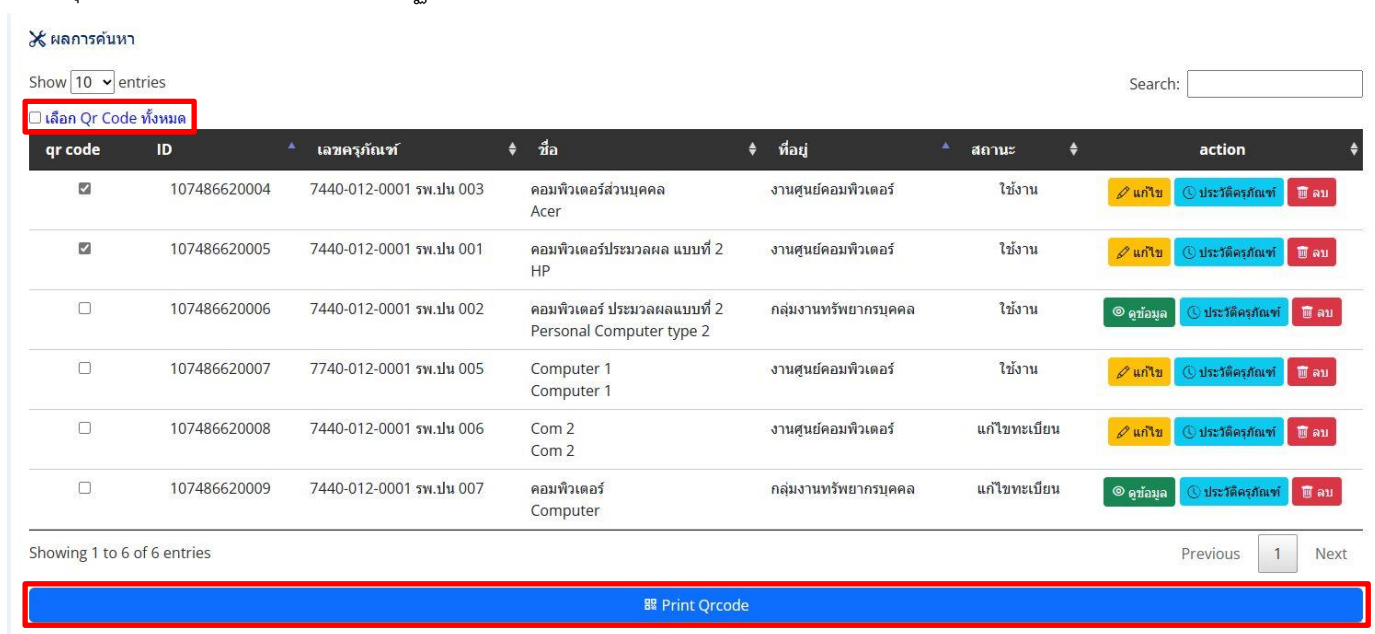 ผลการค้นหา
Show 10 entries
Search:
เลือก Qr Code ทั้งหมด
qr code ID เลขครุภัณฑ์ ชื่อ ที่อยู่ สถานะ action
107486620004 7440-012-0001 รพ.ปน 003 คอมพิวเตอร์ส่วนบุคคล งานศูนย์คอมพิวเตอร์ ใช้งาน แก้ไข ประวัติครุภัณฑ์ ลบ
Acer
107486620005 7440-012-0001 รพ.ปน 001 คอมพิวเตอร์ประมวลผล แบบที่ 2 งานศูนย์คอมพิวเตอร์ ใช้งาน แก้ไข ประวัติครุภัณฑ์ ลบ
HP
107486620006 7440-012-0001 รพ.ปน 002 คอมพิวเตอร์ ประมวลผลแบบที่ 2 กลุ่มงานทรัพยากรบุคคล ใช้งาน ดูข้อมูล ประวัติครุภัณฑ์ ลบ
Personal Computer type 2
107486620007 7740-012-0001 รพ.ปน 005 Computer 1 งานศูนย์คอมพิวเตอร์ ใช้งาน แก้ไข ประวัติครุภัณฑ์ ลบ
Computer 1
107486620008 7440-012-0001 รพ.ปน 006 Com 2 งานศูนย์คอมพิวเตอร์ แก้ไขทะเบียน แก้ไข ประวัติครุภัณฑ์ ลบ
Com 2
107486620009 7440-012-0001 รพ.ปน 007 คอมพิวเตอร์ กลุ่มงานทรัพยากรบุคคล แก้ไขทะเบียน ดูข้อมูล ประวัติครุภัณฑ์ ลบ
Computer
Showing 1 to 6 of 6 entries
Previous 1 Next
Print Qrcode